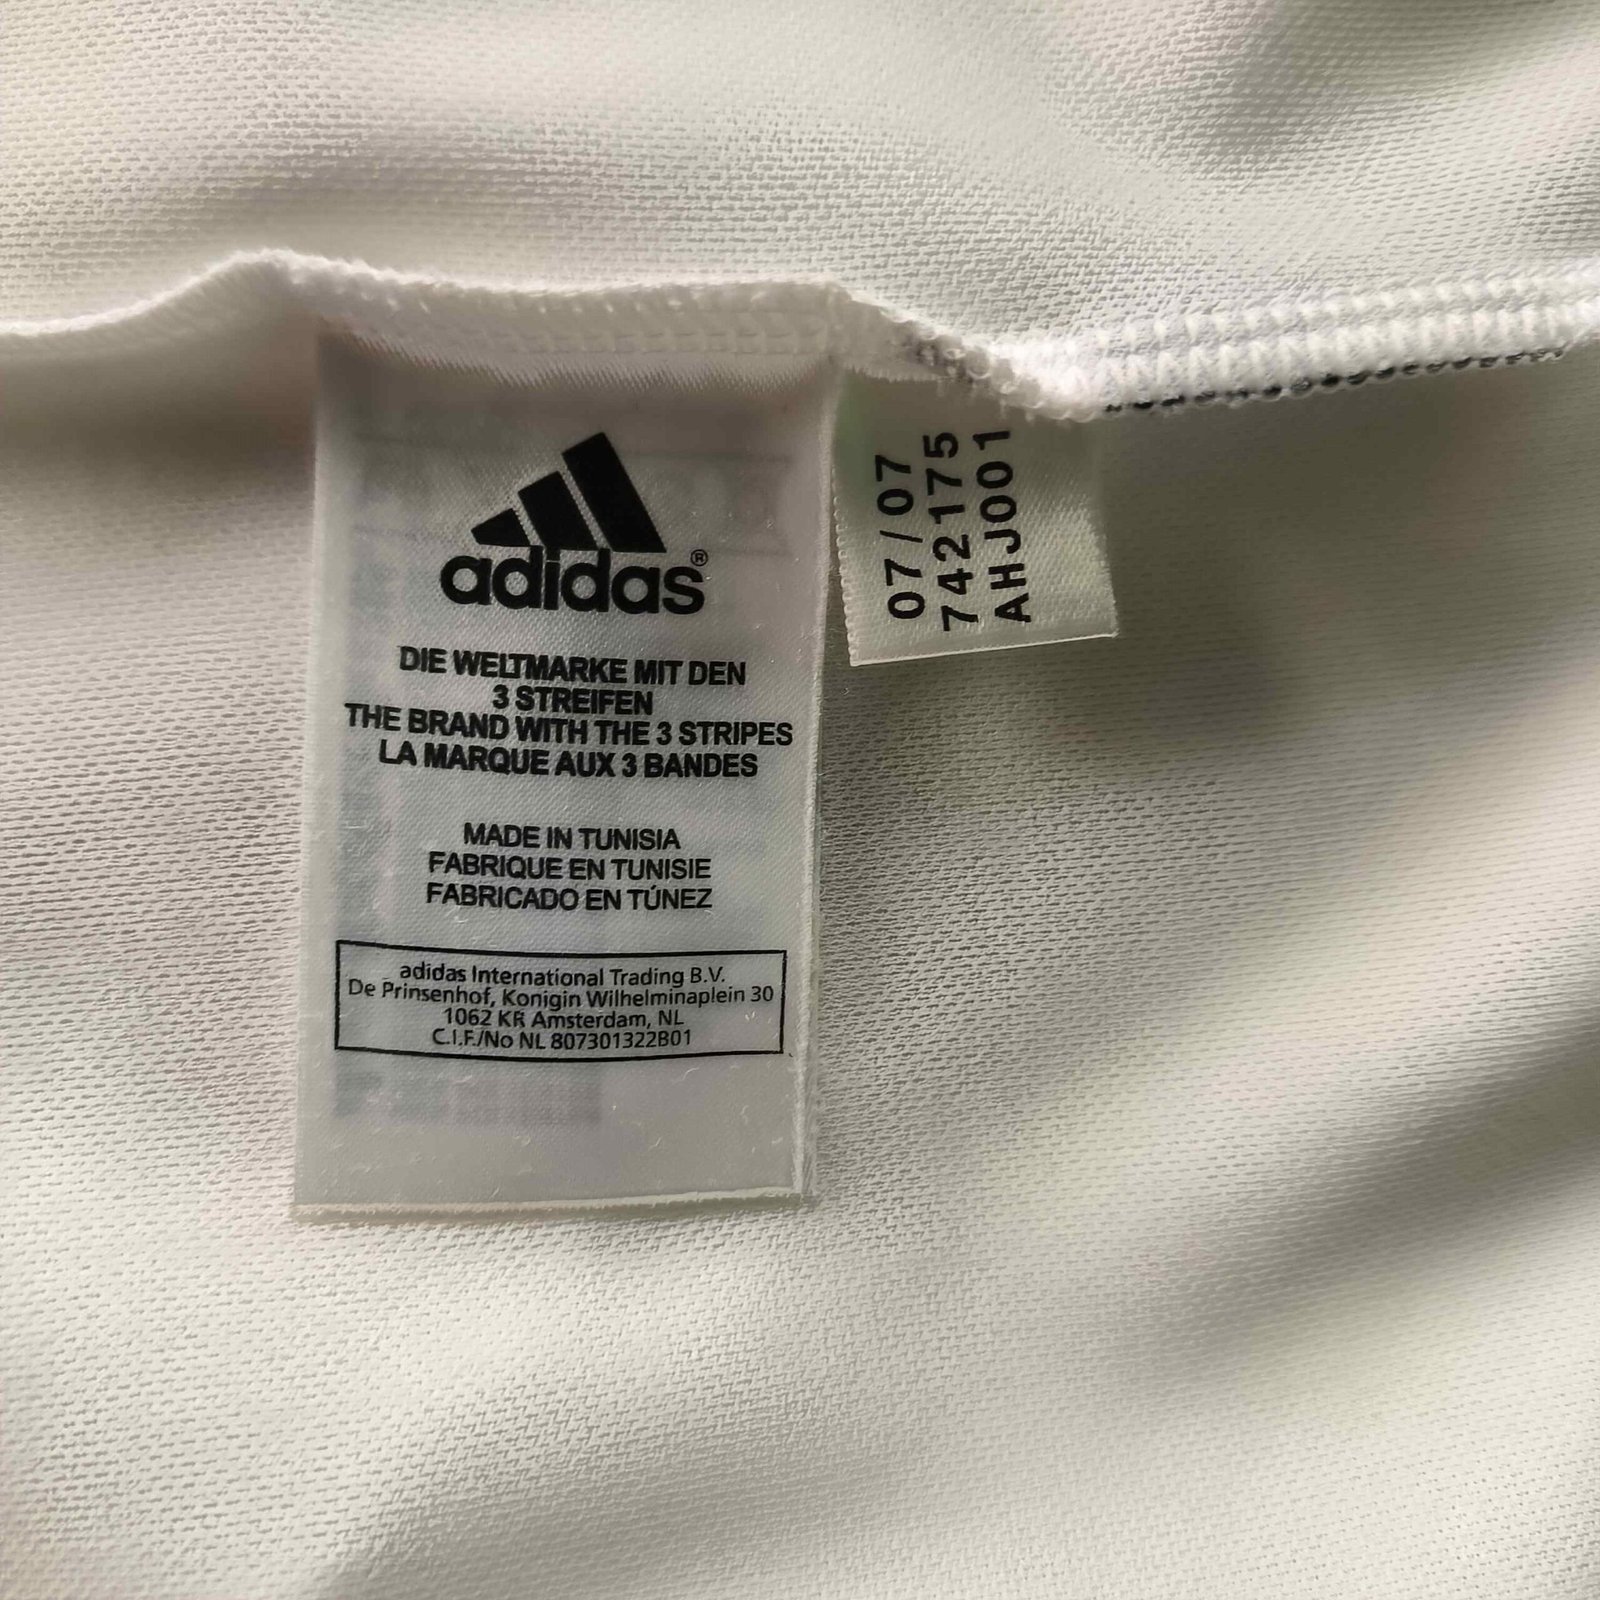 adidas®
DIE WELTMARKE MIT DEN
3 STREIFEN
THE BRAND WITH THE 3 STRIPES
LA MARQUE AUX 3 BANDES
MADE IN TUNISIA
FABRIQUE EN TUNISIE
FABRICADO EN TÚNEZ
adidas International Trading B.V.
De Prinsenhof, Konigin Wilhelminaplein 30
1062 KR Amsterdam, NL
C.I.F./No NL 807301322B01
07/07
742175
AHJ001